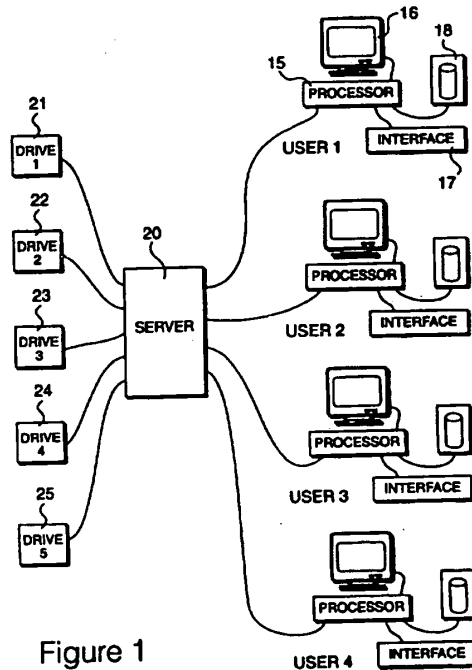 16
18
15
PROCESSOR
INTERFACE
USER 1
17
21
DRIVE
1
22
DRIVE
2
20
SERVER
PROCESSOR
INTERFACE
USER 2
23
DRIVE
3
24
DRIVE
4
PROCESSOR
INTERFACE
USER 3
25
DRIVE
5
PROCESSOR
INTERFACE
USER 4
Figure 1